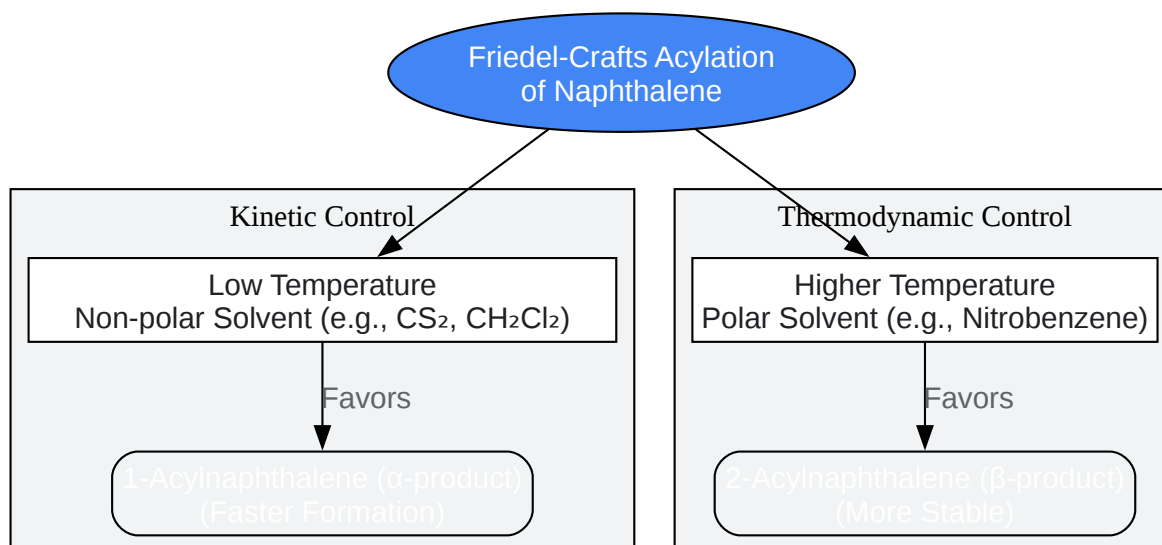 Friedel-Crafts Acylation
of Naphthalene
Kinetic Control
Low Temperature
Non-polar Solvent (e.g., CS₂, CH₂Cl₂)
Favors
1-Acylnaphthalene (α-product)
(Faster Formation)
Thermodynamic Control
Higher Temperature
Polar Solvent (e.g., Nitrobenzene)
Favors
2-Acylnaphthalene (β-product)
(More Stable)